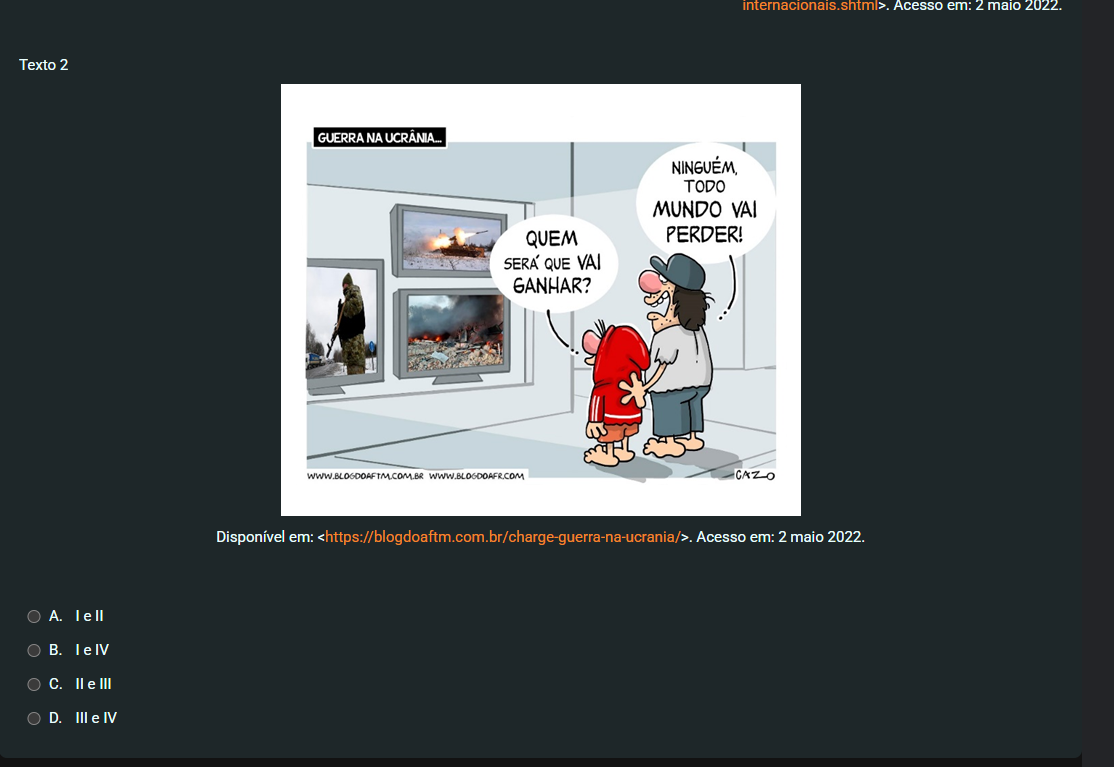 internacionais.shtml>. Acesso em: 2 maio 2022.
Texto 2
GUERRA NA UCRÂNIA...
NINGUÉM,
TODO
MUNDO VAI
PERDER!
QUEM
SERÁ QUE VAI
GANHAR?
WWW.BLOGDOAFTM.COM.BR WWW.BLOGDOAFR.COM
CAZO
Disponível em: <https://blogdoaftm.com.br/charge-guerra-na-ucrania/>. Acesso em: 2 maio 2022.
A. I e II
B. I e IV
C. II e III
D. III e IV